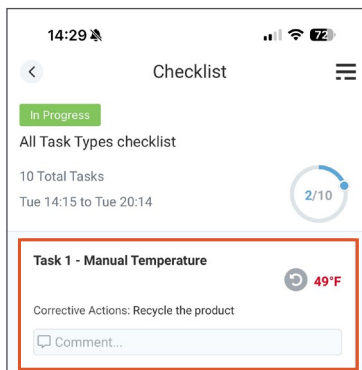 14:29
72
Checklist
In Progress
All Task Types checklist
10 Total Tasks
Tue 14:15 to Tue 20:14
2/10
Task 1 - Manual Temperature
49°F
Corrective Actions: Recycle the product
Comment...